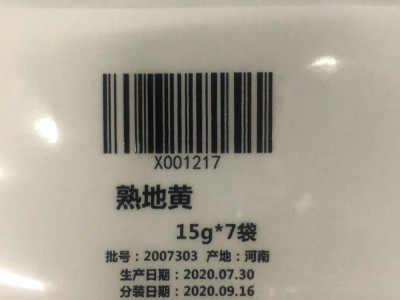 X001217
熟地黄
15g*7袋
批号：2007303 产地：河南
生产日期：2020.07.30
分装日期：2020.09.16